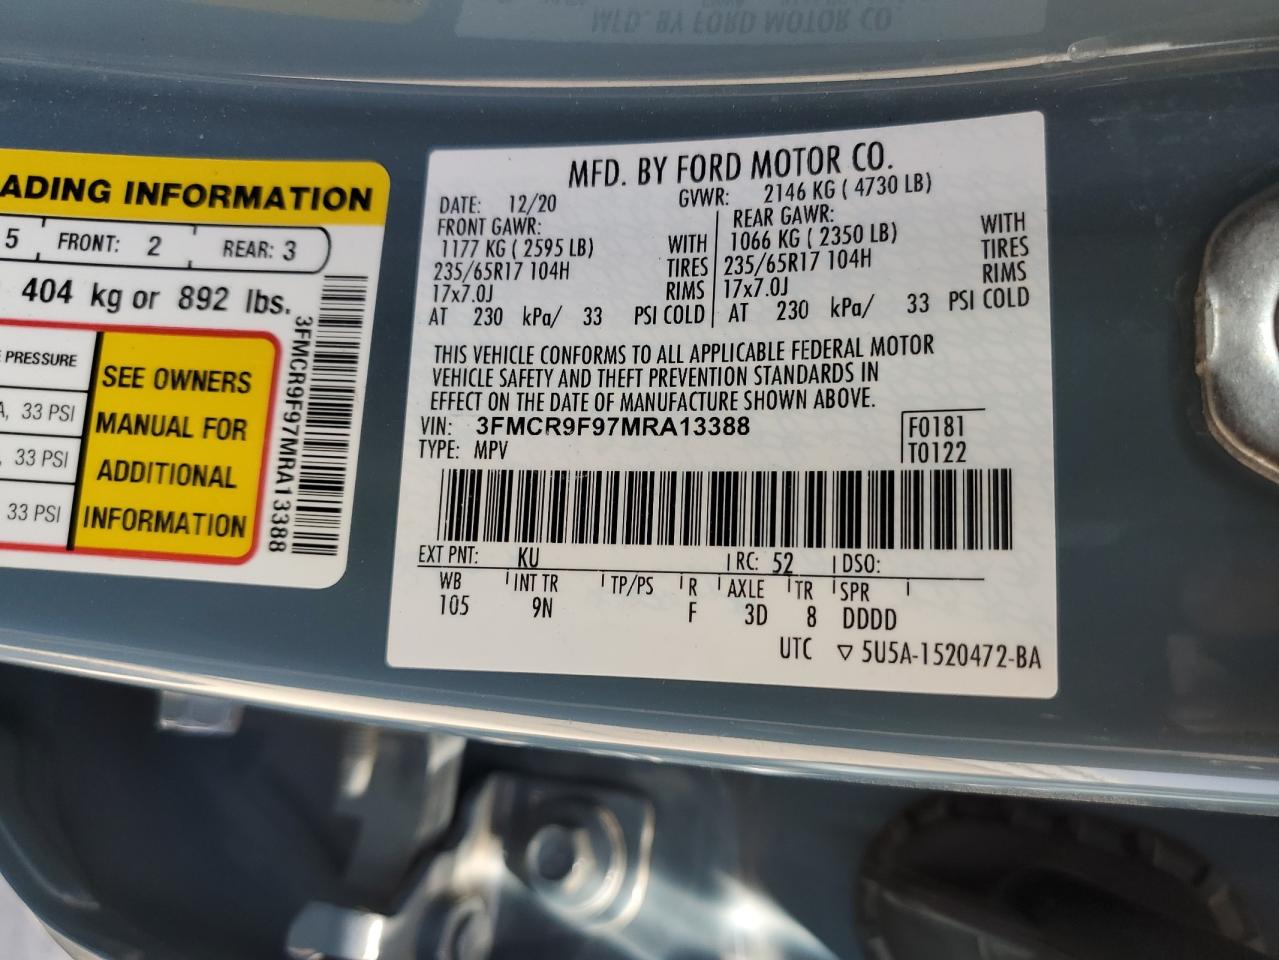 MFD. BY FORD MOTOR CO.
ADING INFORMATION
5 FRONT: 2 REAR: 3
404 kg or 892 lbs.
PRESSURE
33 PSI
33 PSI
33 PSI
SEE OWNERS
MANUAL FOR
ADDITIONAL
INFORMATION
3FMCR9F97MRA13388
MFD. BY FORD MOTOR CO.
DATE: 12/20 GVWR: 2146 KG ( 4730 LB)
FRONT GAWR: REAR GAWR:
1177 KG ( 2595 LB) WITH 1066 KG ( 2350 LB) WITH
235/65R17 104H TIRES 235/65R17 104H TIRES
17x7.0J RIMS 17x7.0J RIMS
AT 230 kPa/ 33 PSI COLD AT 230 kPa/ 33 PSI COLD
THIS VEHICLE CONFORMS TO ALL APPLICABLE FEDERAL MOTOR
VEHICLE SAFETY AND THEFT PREVENTION STANDARDS IN
EFFECT ON THE DATE OF MANUFACTURE SHOWN ABOVE.
VIN: 3FMCR9F97MRA13388 F0181
TYPE: MPV T0122
EXT PNT: KU RC: 52 DSO:
WB INT TR TP/PS R AXLE TR SPR
105 9N F 3D 8 DDDD
UTC ▽ 5U5A-1520472-BA